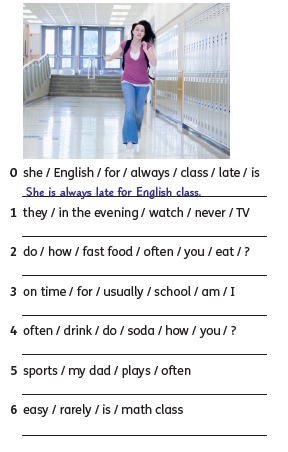 0 she / English / for / always / class / late / is
She is always late for English class.
1 they / in the evening / watch / never / TV
2 do / how / fast food / often / you / eat / ?
3 on time / for / usually / school / am / I
4 often / drink / do / soda / how / you / ?
5 sports / my dad / plays / often
6 easy / rarely / is / math class